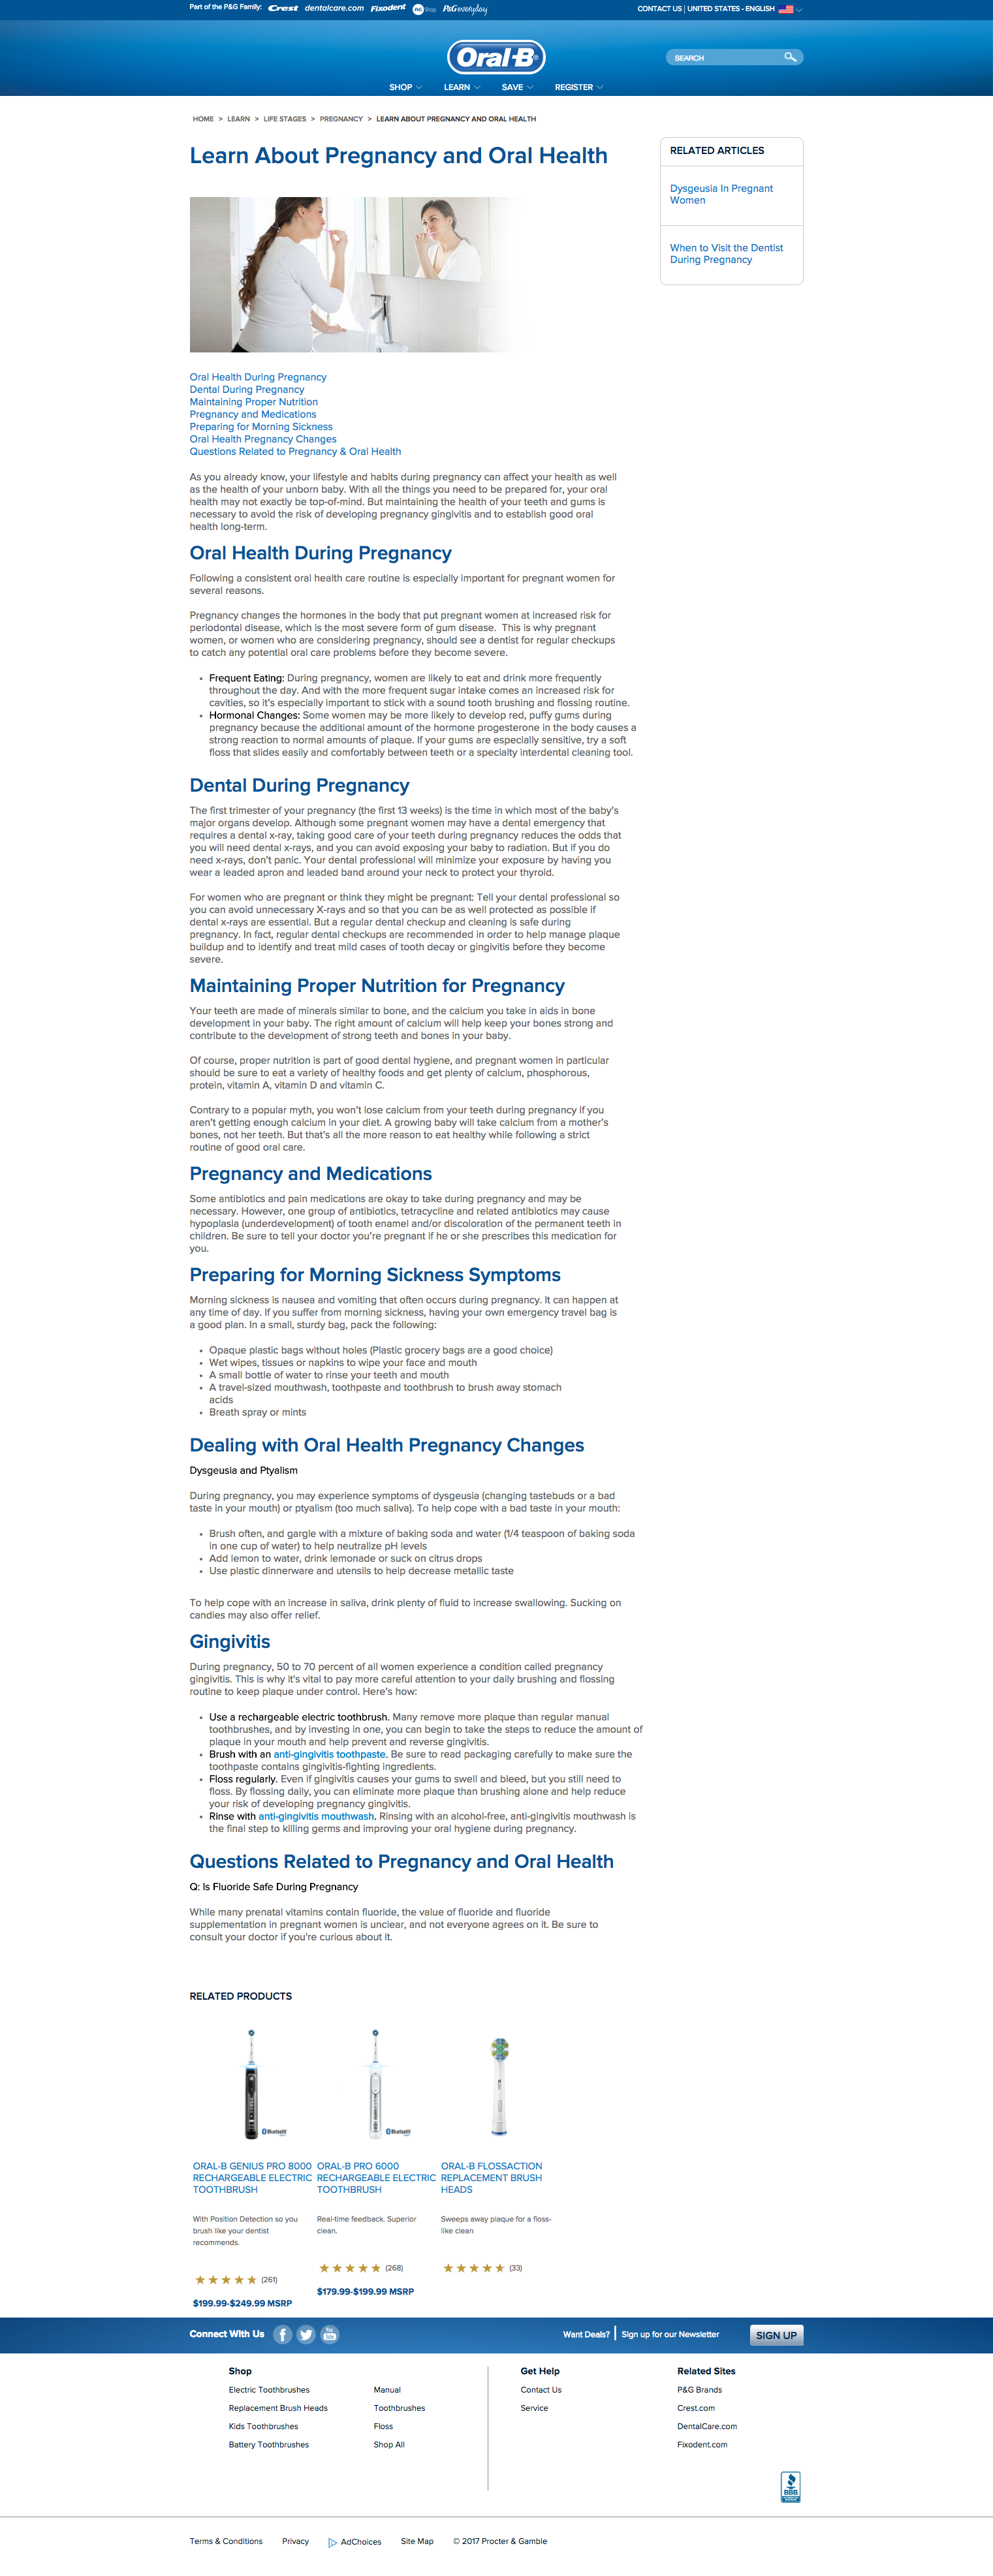 Part of the P&G Family: Crest dentalcare.com Fixodent P&G Shop P&G everyday
CONTACT US | UNITED STATES - ENGLISH
Oral-B
SEARCH
SHOP LEARN SAVE REGISTER
HOME > LEARN > LIFE STAGES > PREGNANCY > LEARN ABOUT PREGNANCY AND ORAL HEALTH
Learn About Pregnancy and Oral Health
RELATED ARTICLES
Dysgeusia In Pregnant
Women
When to Visit the Dentist
During Pregnancy
Oral Health During Pregnancy
Dental During Pregnancy
Maintaining Proper Nutrition
Pregnancy and Medications
Preparing for Morning Sickness
Oral Health Pregnancy Changes
Questions Related to Pregnancy & Oral Health
As you already know, your lifestyle and habits during pregnancy can affect your health as well
as the health of your unborn baby. With all the things you need to be prepared for, your oral
health may not exactly be top-of-mind. But maintaining the health of your teeth and gums is
necessary to avoid the risk of developing pregnancy gingivitis and to establish good oral
health long-term.
Oral Health During Pregnancy
Following a consistent oral health care routine is especially important for pregnant women for
several reasons.
Pregnancy changes the hormones in the body that put pregnant women at increased risk for
periodontal disease, which is the most severe form of gum disease. This is why pregnant
women, or women who are considering pregnancy, should see a dentist for regular checkups
to catch any potential oral care problems before they become severe.
• Frequent Eating: During pregnancy, women are likely to eat and drink more frequently
throughout the day. And with the more frequent sugar intake comes an increased risk for
cavities, so it's especially important to stick with a sound tooth brushing and flossing routine.
• Hormonal Changes: Some women may be more likely to develop red, puffy gums during
pregnancy because the additional amount of the hormone progesterone in the body causes a
strong reaction to normal amounts of plaque. If your gums are especially sensitive, try a soft
floss that slides easily and comfortably between teeth or a specialty interdental cleaning tool.
Dental During Pregnancy
The first trimester of your pregnancy (the first 13 weeks) is the time in which most of the baby's
major organs develop. Although some pregnant women may have a dental emergency that
requires a dental x-ray, taking good care of your teeth during pregnancy reduces the odds that
you will need dental x-rays, and you can avoid exposing your baby to radiation. But if you do
need x-rays, don't panic. Your dental professional will minimize your exposure by having you
wear a leaded apron and leaded band around your neck to protect your thyroid.
For women who are pregnant or think they might be pregnant: Tell your dental professional so
you can avoid unnecessary X-rays and so that you can be as well protected as possible if
dental x-rays are essential. But a regular dental checkup and cleaning is safe during
pregnancy. In fact, regular dental checkups are recommended in order to help manage plaque
buildup and to identify and treat mild cases of tooth decay or gingivitis before they become
severe.
Maintaining Proper Nutrition for Pregnancy
Your teeth are made of minerals similar to bone, and the calcium you take in aids in bone
development in your baby. The right amount of calcium will help keep your bones strong and
contribute to the development of strong teeth and bones in your baby.
Of course, proper nutrition is part of good dental hygiene, and pregnant women in particular
should be sure to eat a variety of healthy foods and get plenty of calcium, phosphorous,
protein, vitamin A, vitamin D and vitamin C.
Contrary to a popular myth, you won't lose calcium from your teeth during pregnancy if you
aren't getting enough calcium in your diet. A growing baby will take calcium from a mother's
bones, not her teeth. But that's all the more reason to eat healthy while following a strict
routine of good oral care.
Pregnancy and Medications
Some antibiotics and pain medications are okay to take during pregnancy and may be
necessary. However, one group of antibiotics, tetracycline and related antibiotics may cause
hypoplasia (underdevelopment) of tooth enamel and/or discoloration of the permanent teeth in
children. Be sure to tell your doctor you're pregnant if he or she prescribes this medication for
you.
Preparing for Morning Sickness Symptoms
Morning sickness is nausea and vomiting that often occurs during pregnancy. It can happen at
any time of day. If you suffer from morning sickness, having your own emergency travel bag is
a good plan. In a small, sturdy bag, pack the following:
• Opaque plastic bags without holes (Plastic grocery bags are a good choice)
• Wet wipes, tissues or napkins to wipe your face and mouth
• A small bottle of water to rinse your teeth and mouth
• A travel-sized mouthwash, toothpaste and toothbrush to brush away stomach
acids
• Breath spray or mints
Dealing with Oral Health Pregnancy Changes
Dysgeusia and Ptyalism
During pregnancy, you may experience symptoms of dysgeusia (changing tastebuds or a bad
taste in your mouth) or ptyalism (too much saliva). To help cope with a bad taste in your mouth:
• Brush often, and gargle with a mixture of baking soda and water (1/4 teaspoon of baking soda
in one cup of water) to help neutralize pH levels
• Add lemon to water, drink lemonade or suck on citrus drops
• Use plastic dinnerware and utensils to help decrease metallic taste
To help cope with an increase in saliva, drink plenty of fluid to increase swallowing. Sucking on
candies may also offer relief.
Gingivitis
During pregnancy, 50 to 70 percent of all women experience a condition called pregnancy
gingivitis. This is why it's vital to pay more careful attention to your daily brushing and flossing
routine to keep plaque under control. Here's how:
• Use a rechargeable electric toothbrush. Many remove more plaque than regular manual
toothbrushes, and by investing in one, you can begin to take the steps to reduce the amount of
plaque in your mouth and help prevent and reverse gingivitis.
• Brush with an anti-gingivitis toothpaste. Be sure to read packaging carefully to make sure the
toothpaste contains gingivitis-fighting ingredients.
• Floss regularly. Even if gingivitis causes your gums to swell and bleed, but you still need to
floss. By flossing daily, you can eliminate more plaque than brushing alone and help reduce
your risk of developing pregnancy gingivitis.
• Rinse with anti-gingivitis mouthwash. Rinsing with an alcohol-free, anti-gingivitis mouthwash is
the final step to killing germs and improving your oral hygiene during pregnancy.
Questions Related to Pregnancy and Oral Health
Q: Is Fluoride Safe During Pregnancy
While many prenatal vitamins contain fluoride, the value of fluoride and fluoride
supplementation in pregnant women is unclear, and not everyone agrees on it. Be sure to
consult your doctor if you're curious about it.
RELATED PRODUCTS
Bluetooth
Bluetooth
ORAL-B GENIUS PRO 8000
RECHARGEABLE ELECTRIC
TOOTHBRUSH
With Position Detection so you
brush like your dentist
recommends.
(261)
$199.99-$249.99 MSRP
ORAL-B PRO 6000
RECHARGEABLE ELECTRIC
TOOTHBRUSH
Real-time feedback. Superior
clean.
(268)
$179.99-$199.99 MSRP
ORAL-B FLOSSACTION
REPLACEMENT BRUSH
HEADS
Sweeps away plaque for a floss-
like clean
(33)
Connect With Us
You Tube
Want Deals? | Sign up for our Newsletter
SIGN UP
Shop
Electric Toothbrushes
Replacement Brush Heads
Kids Toothbrushes
Battery Toothbrushes
Manual
Toothbrushes
Floss
Shop All
Get Help
Contact Us
Service
Related Sites
P&G Brands
Crest.com
DentalCare.com
Fixodent.com
BBB
Terms & Conditions Privacy AdChoices Site Map © 2017 Procter & Gamble